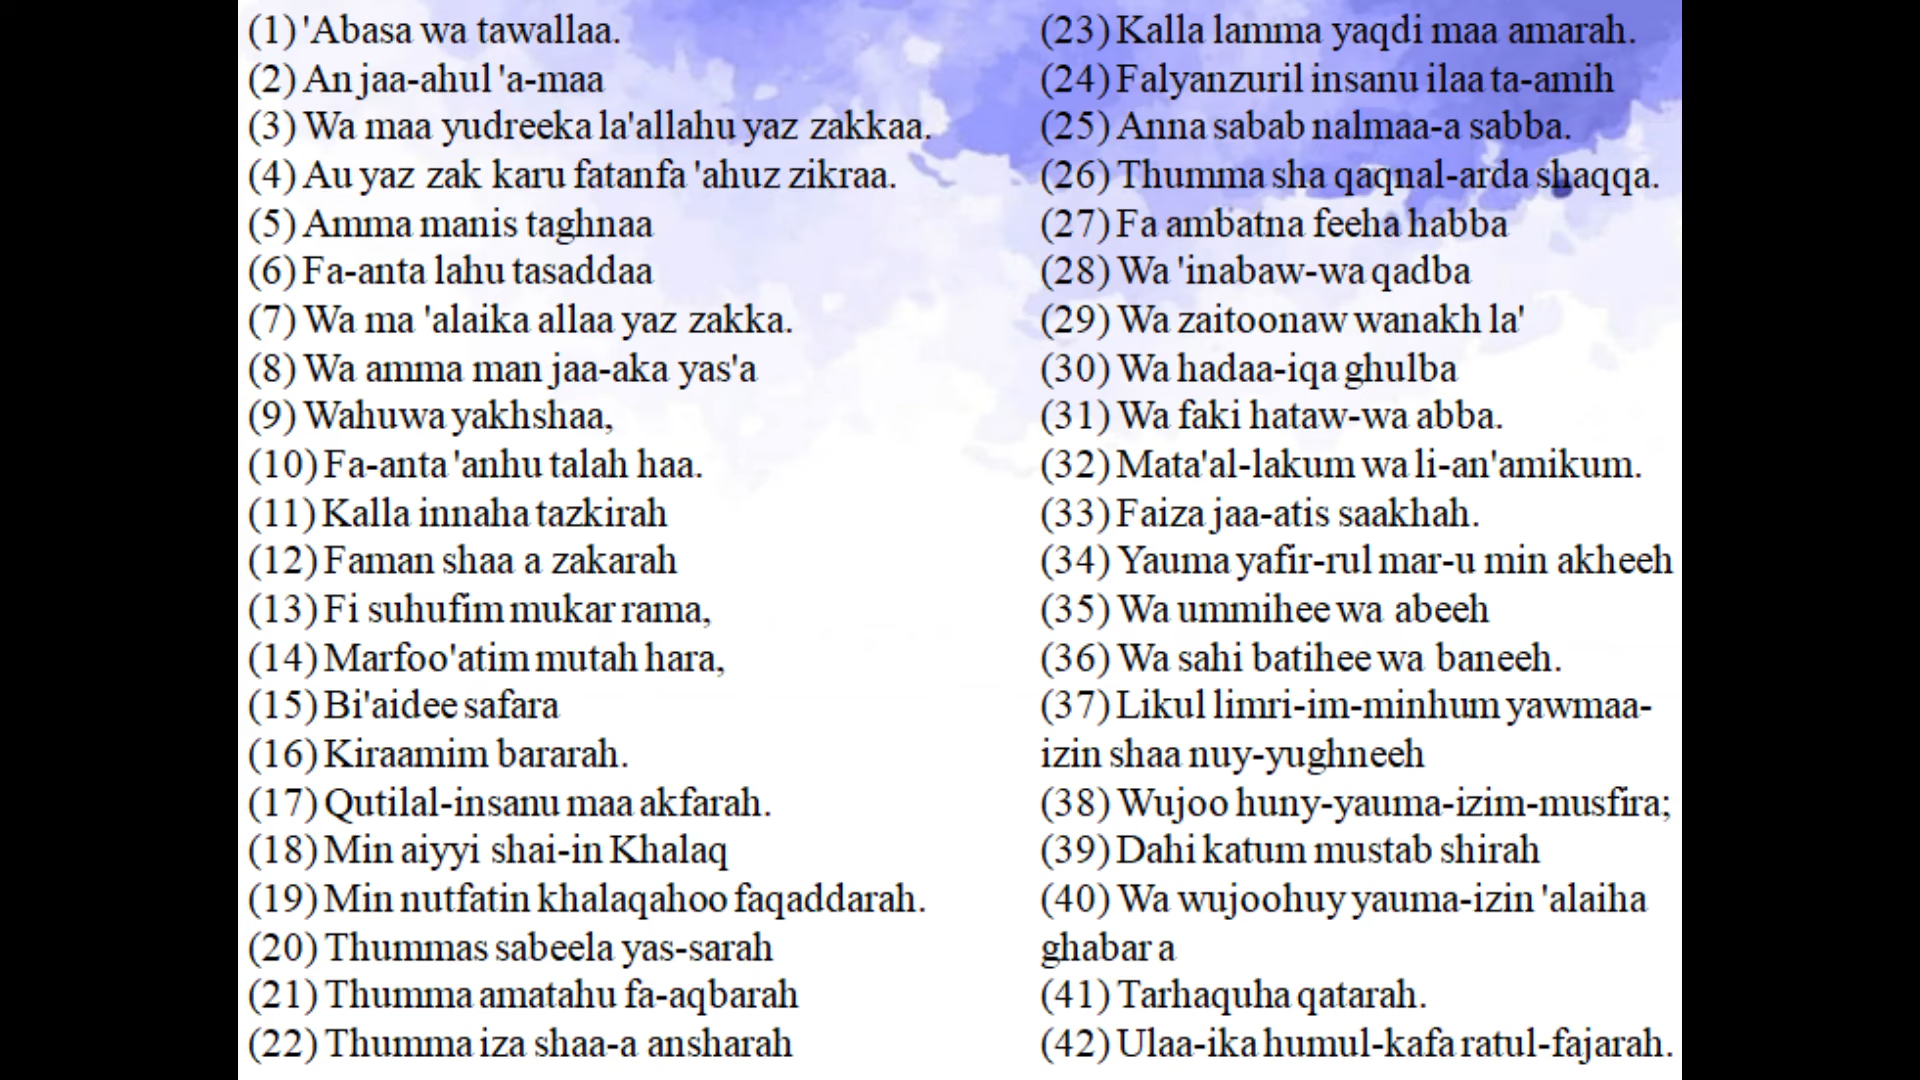 (1) 'Abasa wa tawallaa.
(2) An jaa-ahul 'a-maa
(3) Wa maa yudreeka la'allahu yaz zakkaa.
(4) Au yaz zak karu fatanfa 'ahuz zikraa.
(5) Amma manis taghnaa
(6) Fa-anta lahu tasaddaa
(7) Wa ma 'alaika allaa yaz zakka.
(8) Wa amma man jaa-aka yas'a
(9) Wahuwa yakhshaa,
(10) Fa-anta 'anhu talah haa.
(11) Kalla innaha tazkirah
(12) Faman shaa a zakarah
(13) Fi suhufim mukar rama,
(14) Marfoo'atim mutah hara,
(15) Bi'aidee safara
(16) Kiraamim bararah.
(17) Qutilal-insanu maa akfarah.
(18) Min aiyyi shai-in Khalaq
(19) Min nutfatin khalaqahoo faqaddarah.
(20) Thummas sabeela yas-sarah
(21) Thumma amatahu fa-aqbarah
(22) Thumma iza shaa-a ansharah
(23) Kalla lamma yaqdi maa amarah.
(24) Falyanzuril insanu ilaa ta-amih
(25) Anna sabab nalmaa-a sabba.
(26) Thumma sha qaqnal-arda shaqqa.
(27) Fa ambatna feeha habba
(28) Wa 'inabaw-wa qadba
(29) Wa zaitoonaw wanakh la'
(30) Wa hadaa-iqa ghulba
(31) Wa faki hataw-wa abba.
(32) Mata'al-lakum wa li-an'amikum.
(33) Faiza jaa-atis saakhah.
(34) Yauma yafir-rul mar-u min akheeh
(35) Wa ummihee wa abeeh
(36) Wa sahi batihee wa baneeh.
(37) Likul limri-im-minhum yawmaa-
izin shaa nuy-yughneeh
(38) Wujoo huny-yauma-izim-musfira;
(39) Dahi katum mustab shirah
(40) Wa wujoohuy yauma-izin 'alaiha
ghabar a
(41) Tarhaquha qatarah.
(42) Ulaa-ika humul-kafa ratul-fajarah.